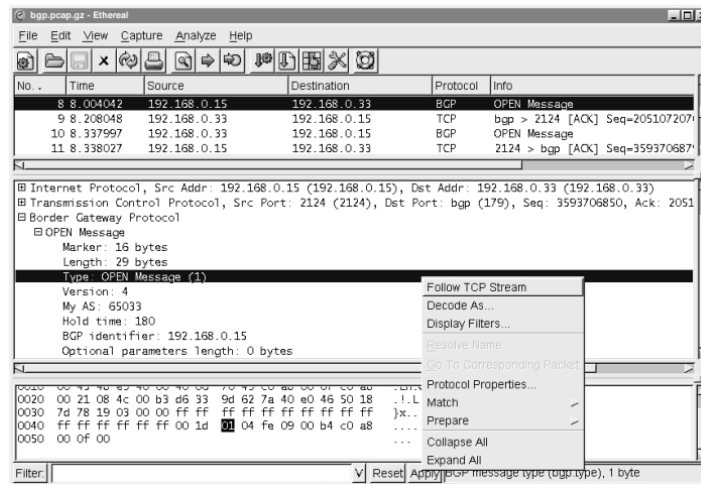 bgp.pcap.gz - Ethereal
File Edit View Capture Analyze Help
No. . Time Source Destination Protocol Info
8 8.004042 192.168.0.15 192.168.0.33 BGP OPEN Message
9 8.208048 192.168.0.33 192.168.0.15 TCP bgp > 2124 [ACK] Seq=205107207
10 8.337997 192.168.0.33 192.168.0.15 BGP OPEN Message
11 8.338027 192.168.0.15 192.168.0.33 TCP 2124 > bgp [ACK] Seq=359370687
Internet Protocol, Src Addr: 192.168.0.15 (192.168.0.15), Dst Addr: 192.168.0.33 (192.168.0.33)
Transmission Control Protocol, Src Port: 2124 (2124), Dst Port: bgp (179), Seq: 3593706850, Ack: 2051
Border Gateway Protocol
OPEN Message
Marker: 16 bytes
Length: 29 bytes
Type: OPEN Message (1)
Version: 4
My AS: 65033
Hold time: 180
BGP identifier: 192.168.0.15
Optional parameters length: 0 bytes
Follow TCP Stream
Decode As...
Display Filters...
Resolve Name
Go To Corresponding Packet
Protocol Properties...
Match
Prepare
Collapse All
Expand All
0020 00 21 08 4c 00 b3 d6 33 9d 62 7a 40 e0 46 50 18 .!.L
0030 7d 78 19 03 00 00 ff ff ff ff ff ff ff ff ff ff }x..
0040 ff ff ff ff ff ff 00 1d 01 04 fe 09 00 b4 c0 a8 ....
0050 00 0f 00 ...
Filter: Reset Apply BGP message type (bgp.type), 1 byte